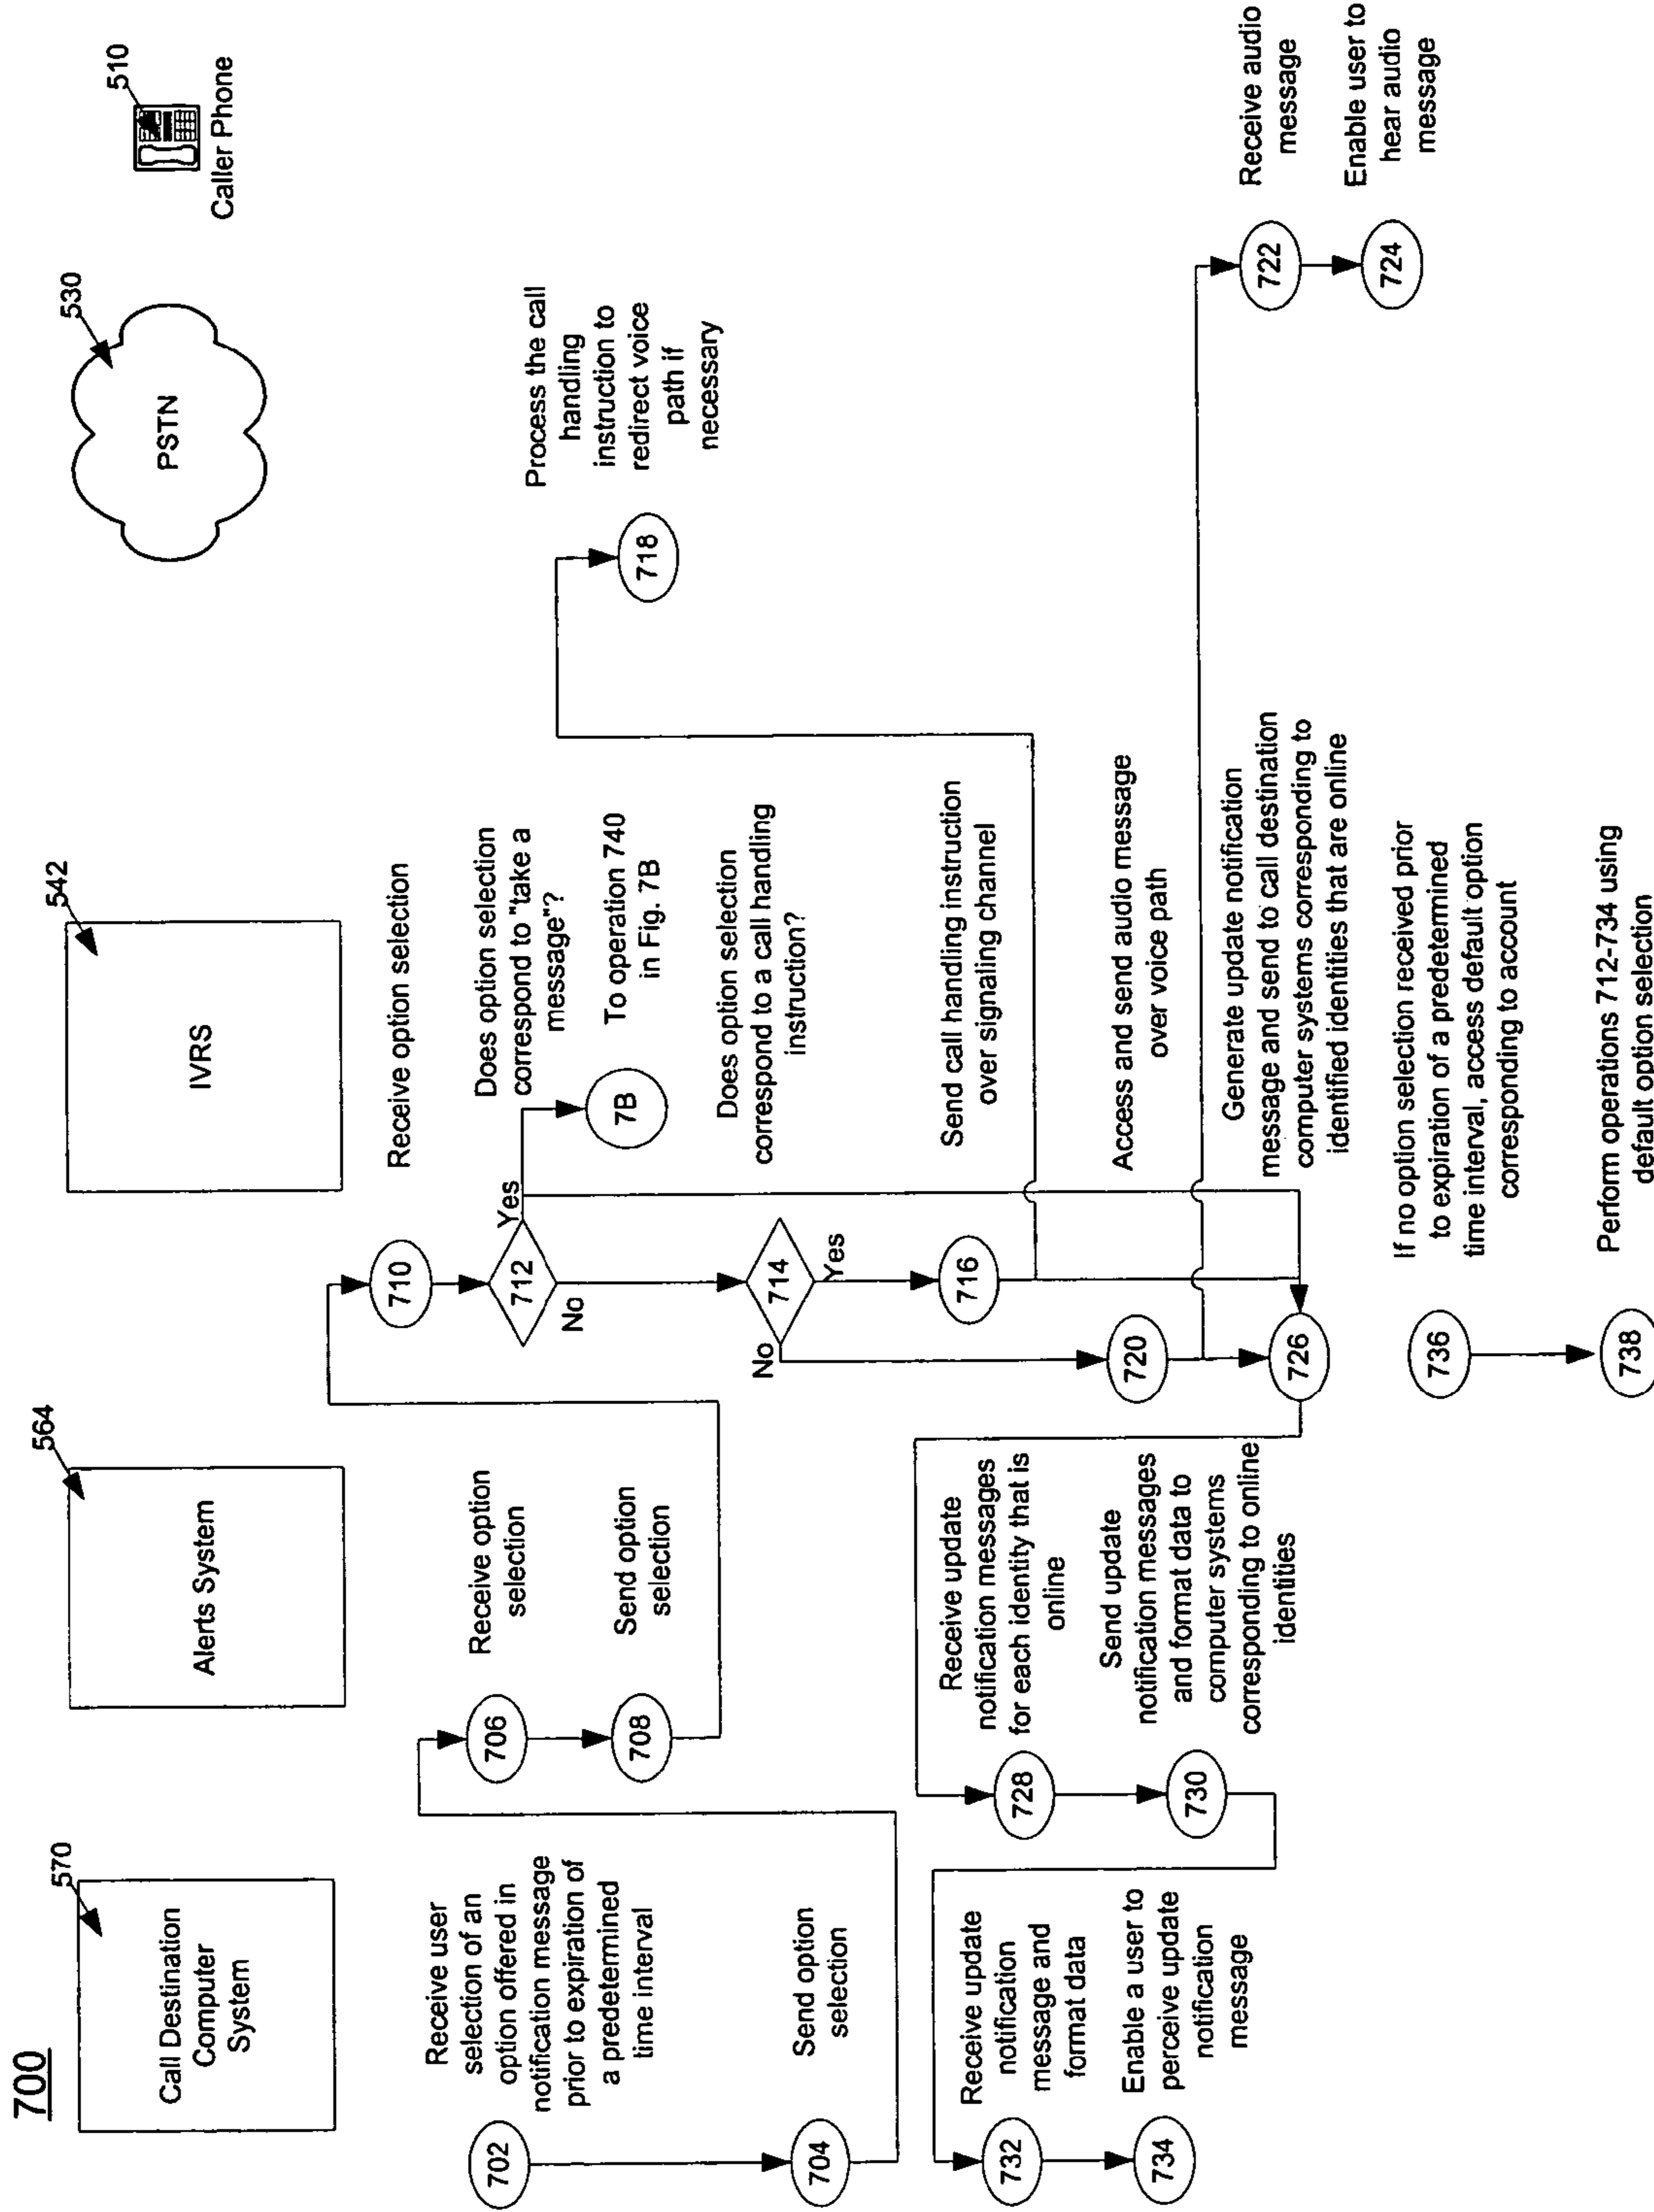 700
570
Call Destination
Computer
System
564
Alerts System
542
IVRS
530
PSTN
510
Caller Phone
702
Receive user
selection of an
option offered in
notification message
prior to expiration of
a predetermined
time interval
704
Send option
selection
706
Receive option
selection
708
Send option
selection
710
Receive option selection
712
Yes
No
Does option selection
correspond to "take a
message"?
7B
To operation 740
in Fig. 7B
714
Yes
No
Does option selection
correspond to a call handling
instruction?
716
Send call handling instruction
over signaling channel
718
Process the call
handling
instruction to
redirect voice
path if
necessary
720
Access and send audio message
over voice path
722
Receive audio
message
724
Enable user to
hear audio
message
726
Generate update notification
message and send to call destination
computer systems corresponding to
identified identities that are online
728
Receive update
notification messages
for each identity that is
online
730
Send update
notification messages
and format data to
computer systems
corresponding to online
identities
732
Receive update
notification
message and
format data
734
Enable a user to
perceive update
notification
message
736
If no option selection received prior
to expiration of a predetermined
time interval, access default option
corresponding to account
738
Perform operations 712-734 using
default option selection